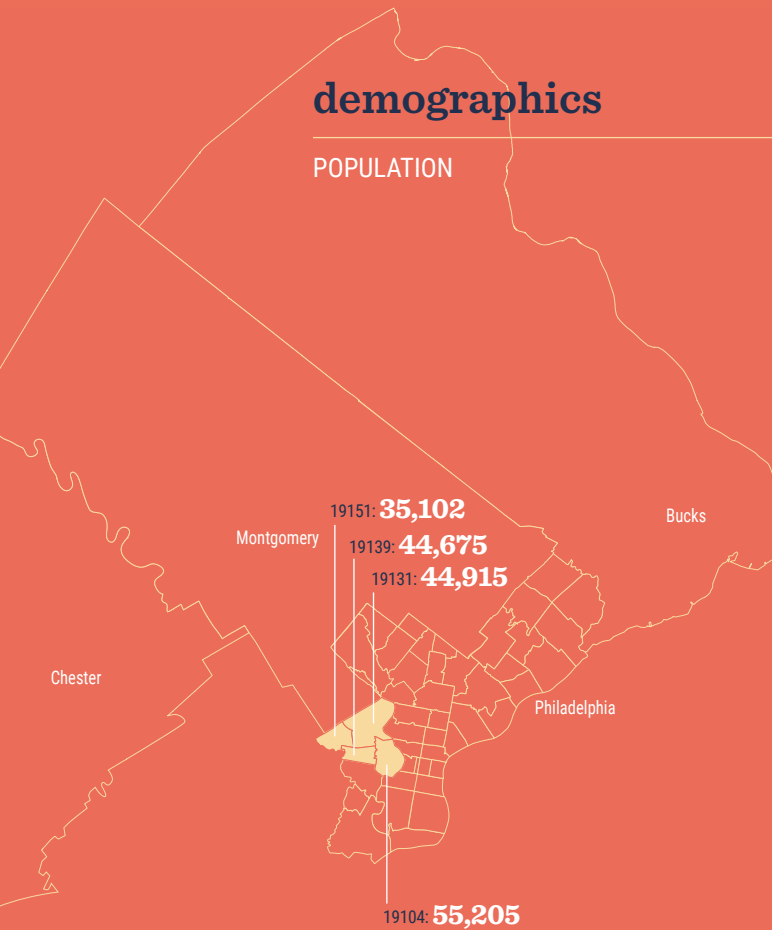 demographics
POPULATION
19151: 35,102
Bucks
Montgomery
19139: 44,675
19131: 44,915
Chester
Philadelphia
19104: 55,205